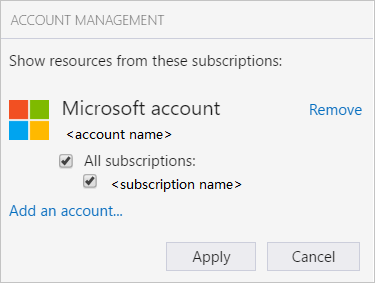 ACCOUNT MANAGEMENT
Show resources from these subscriptions:
Microsoft account
Remove
<account name>
All subscriptions:
<subscription name>
Add an account...
Apply
Cancel